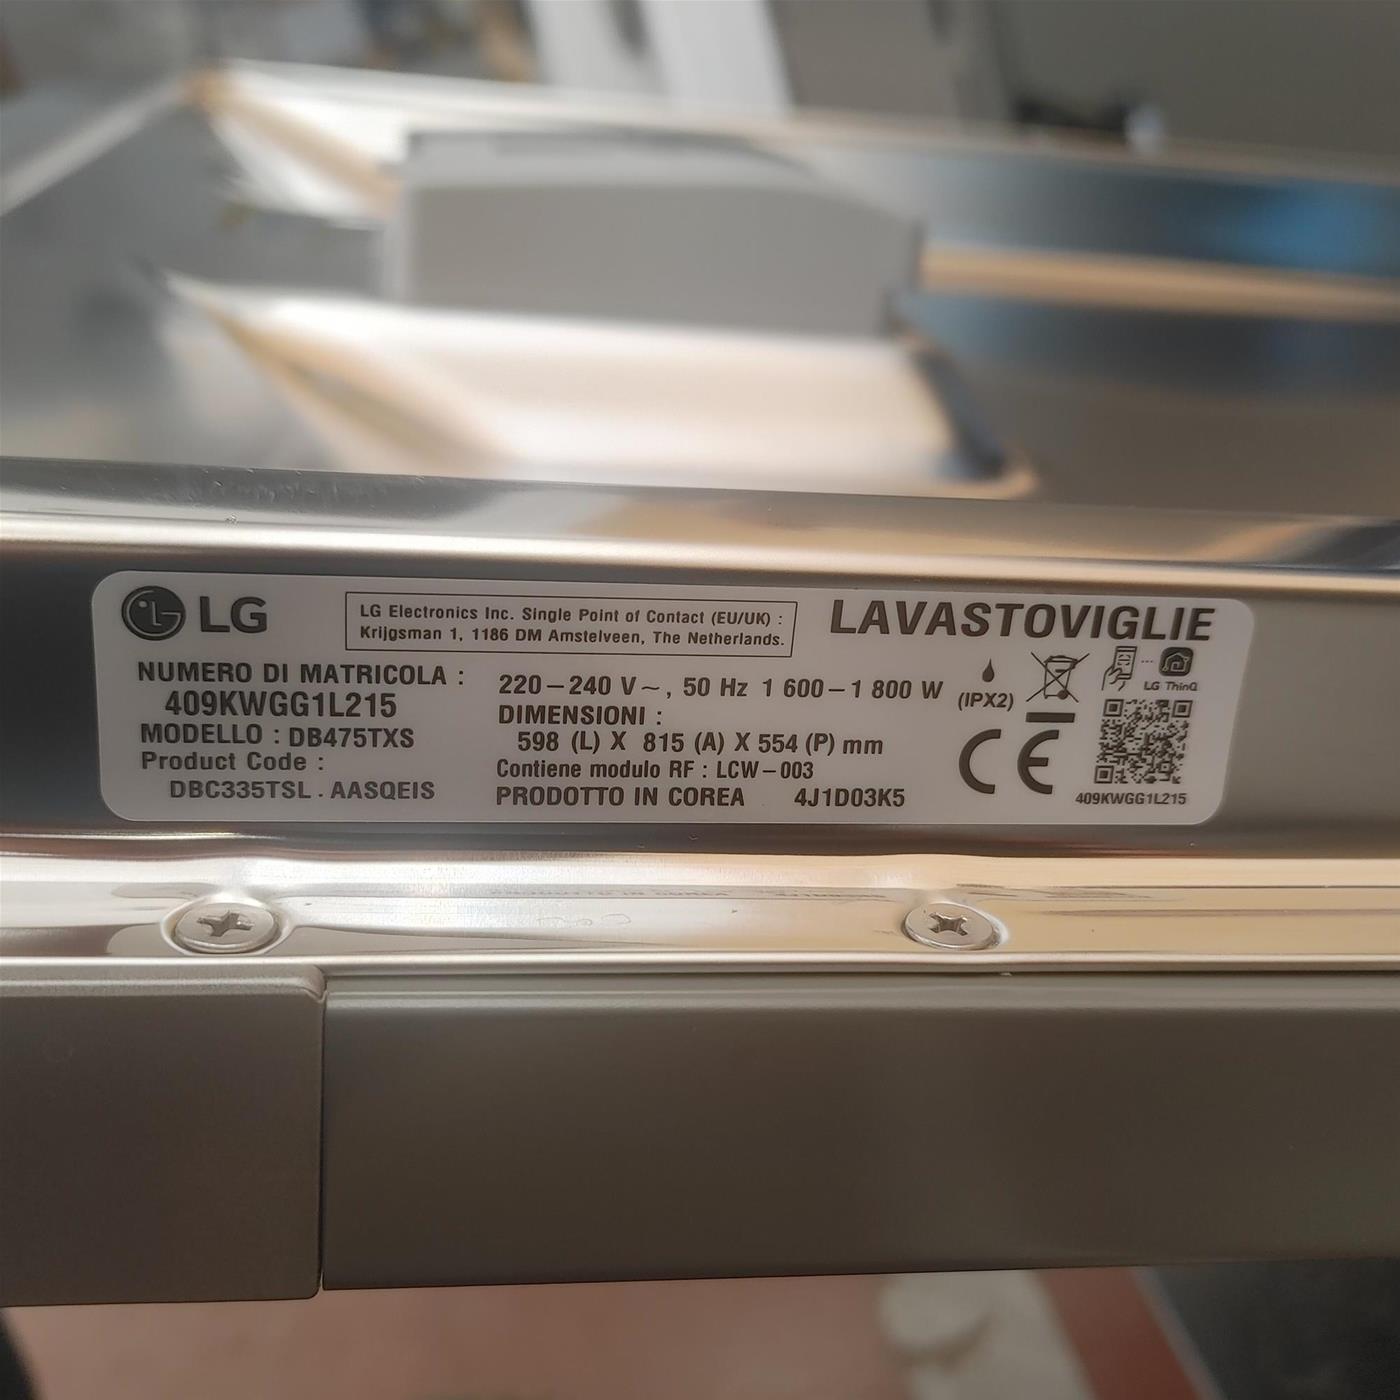 LG
LG Electronics Inc. Single Point of Contact (EU/UK) :
Krijgsman 1, 1186 DM Amstelveen, The Netherlands.
LAVASTOVIGLIE
NUMERO DI MATRICOLA :
409KWGG1L215
MODELLO : DB475TXS
Product Code :
DBC335TSL . AASQEIS
220–240 V~, 50 Hz 1 600–1 800 W
DIMENSIONI :
598 (L) X 815 (A) X 554 (P) mm
Contiene modulo RF : LCW–003
PRODOTTO IN COREA 4J1D03K5
(IPX2)
LG ThinQ
CE
409KWGG1L215